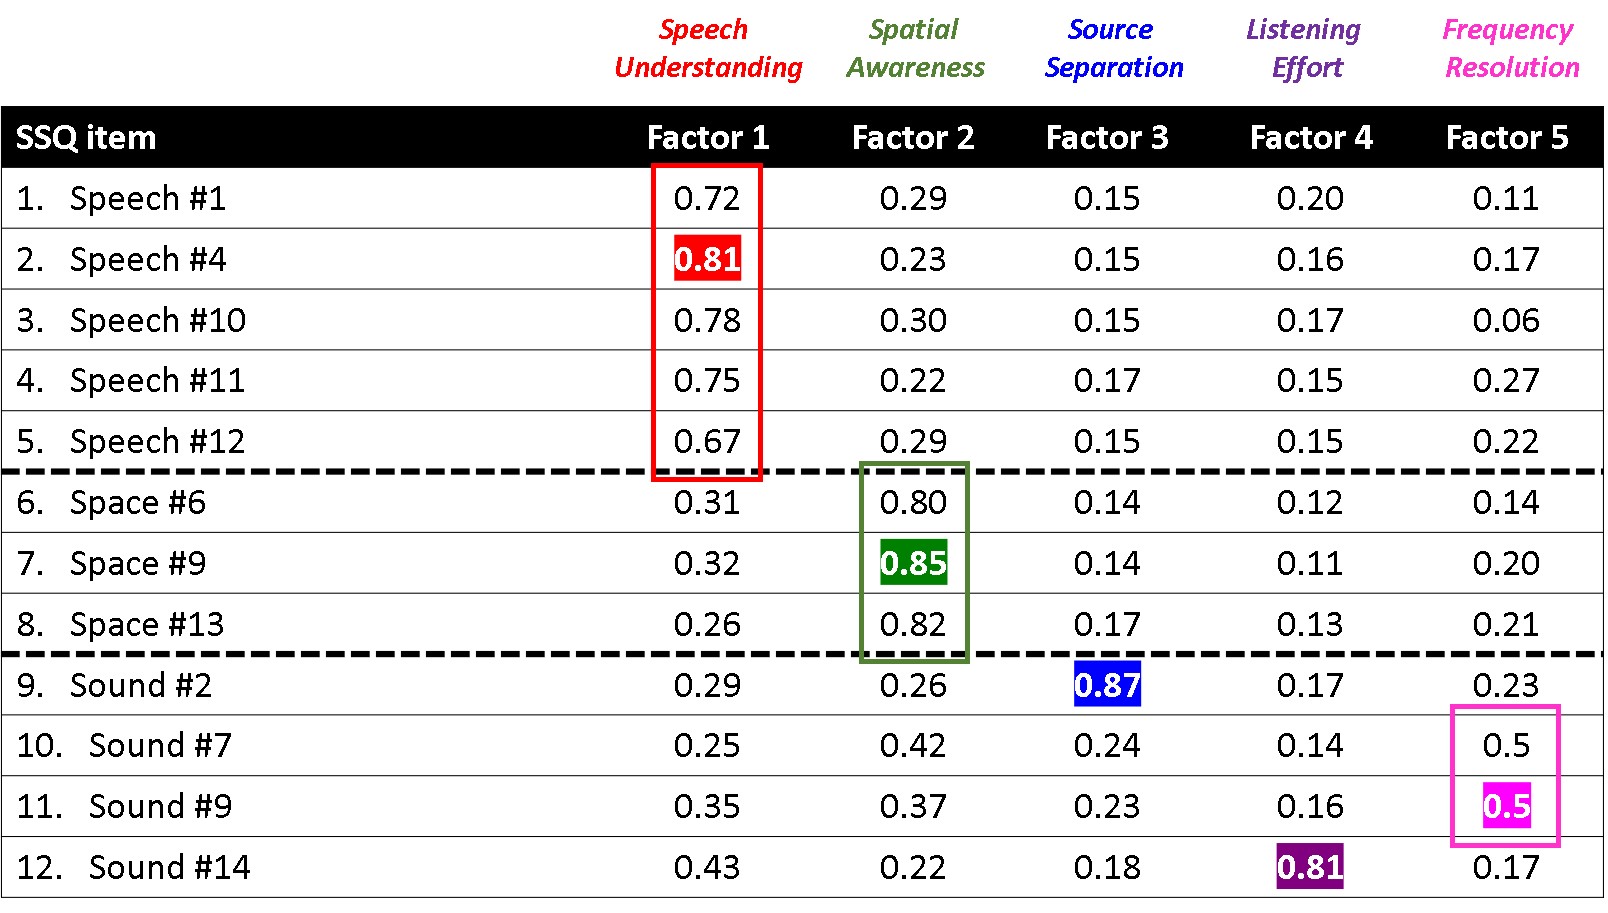 Speech Spatial Source Listening Frequency
Understanding Awareness Separation Effort Resolution
SSQ item Factor 1 Factor 2 Factor 3 Factor 4 Factor 5
1. Speech #1 0.72 0.29 0.15 0.20 0.11
2. Speech #4 0.81 0.23 0.15 0.16 0.17
3. Speech #10 0.78 0.30 0.15 0.17 0.06
4. Speech #11 0.75 0.22 0.17 0.15 0.27
5. Speech #12 0.67 0.29 0.15 0.15 0.22
6. Space #6 0.31 0.80 0.14 0.12 0.14
7. Space #9 0.32 0.85 0.14 0.11 0.20
8. Space #13 0.26 0.82 0.17 0.13 0.21
9. Sound #2 0.29 0.26 0.87 0.17 0.23
10. Sound #7 0.25 0.42 0.24 0.14 0.5
11. Sound #9 0.35 0.37 0.23 0.16 0.5
12. Sound #14 0.43 0.22 0.18 0.81 0.17